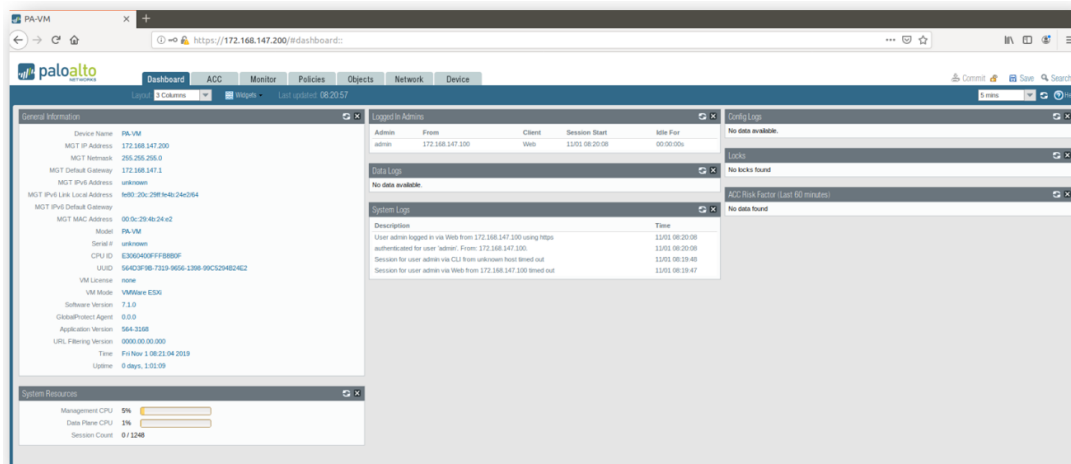 PA-VM
https://172.168.147.200/#dashboard::
paloalto
NETWORKS
Dashboard ACC Monitor Policies Objects Network Device
Commit Save Search
Layout 3 Columns Widgets Last updated: 08:20:57
5 mins
General Information
Device Name PA-VM
MGT IP Address 172.168.147.200
MGT Netmask 255.255.255.0
MGT Default Gateway 172.168.147.1
MGT IPv6 Address unknown
MGT IPv6 Link Local Address fe80::20c:29ff:fe4b:24e2/64
MGT IPv6 Default Gateway
MGT MAC Address 00:0c:29:4b:24:e2
Model PA-VM
Serial # unknown
CPU ID
UUID
VM License none
VM Mode VMWare ESXi
Software Version 7.1.0
GlobalProtect Agent 0.0.0
Application Version 564-3168
URL Filtering Version 0000.00.00.000
Time Fri Nov 1 08:21:04 2019
Uptime 0 days, 1:01:09
System Resources
Management CPU 5%
Data Plane CPU 1%
Session Count 0 / 1248
Logged In Admins
Admin From Client Session Start Idle For
admin 172.168.147.100 Web 11/01 08:20:08 00:00:00s
Data Logs
No data available.
System Logs
Description Time
User admin logged in via Web from 172.168.147.100 using https 11/01 08:20:08
authenticated for user 'admin'. From: 172.168.147.100. 11/01 08:20:08
Session for user admin via CLI from unknown host timed out 11/01 08:19:48
Session for user admin via Web from 172.168.147.100 timed out 11/01 08:19:47
Config Logs
No data available.
Locks
No locks found
ACC Risk Factor (Last 60 minutes)
No data found